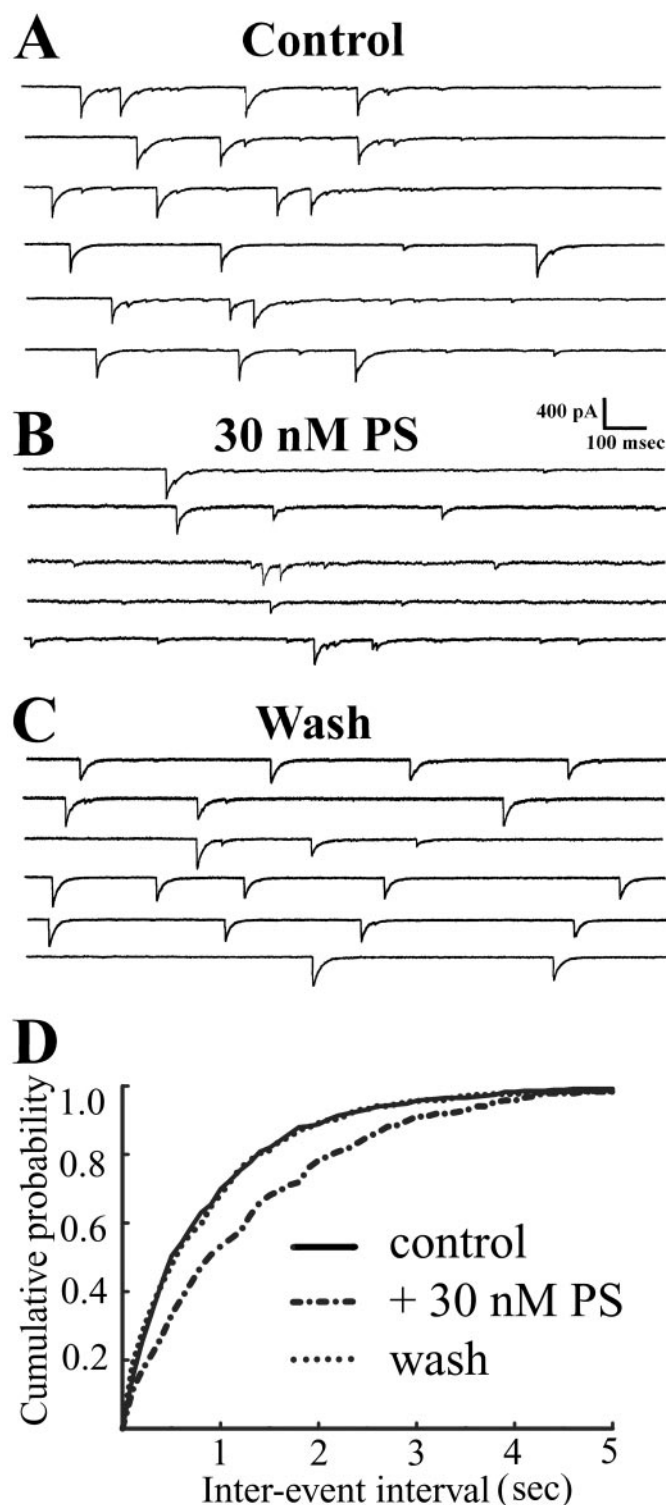 A Control
B 30 nM PS
400 pA
100 msec
C Wash
D
Cumulative probability
1.0
0.8
0.6
0.4
0.2
control
+ 30 nM PS
wash
1 2 3 4 5
Inter-event interval (sec)